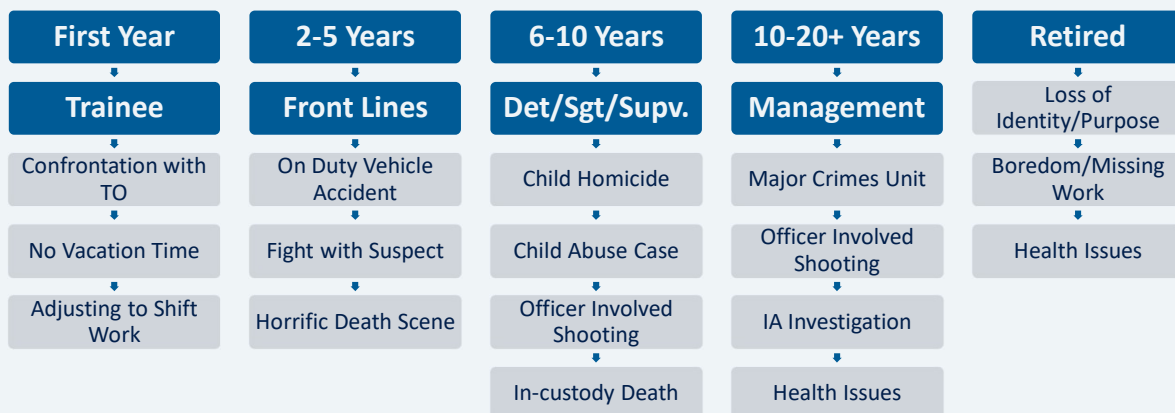 First Year
Trainee
Confrontation with
TO
No Vacation Time
Adjusting to Shift
Work
2-5 Years
Front Lines
On Duty Vehicle
Accident
Fight with Suspect
Horrific Death Scene
6-10 Years
Det/Sgt/Supv.
Child Homicide
Child Abuse Case
Officer Involved
Shooting
In-custody Death
10-20+ Years
Management
Major Crimes Unit
Officer Involved
Shooting
IA Investigation
Health Issues
Retired
Loss of
Identity/Purpose
Boredom/Missing
Work
Health Issues